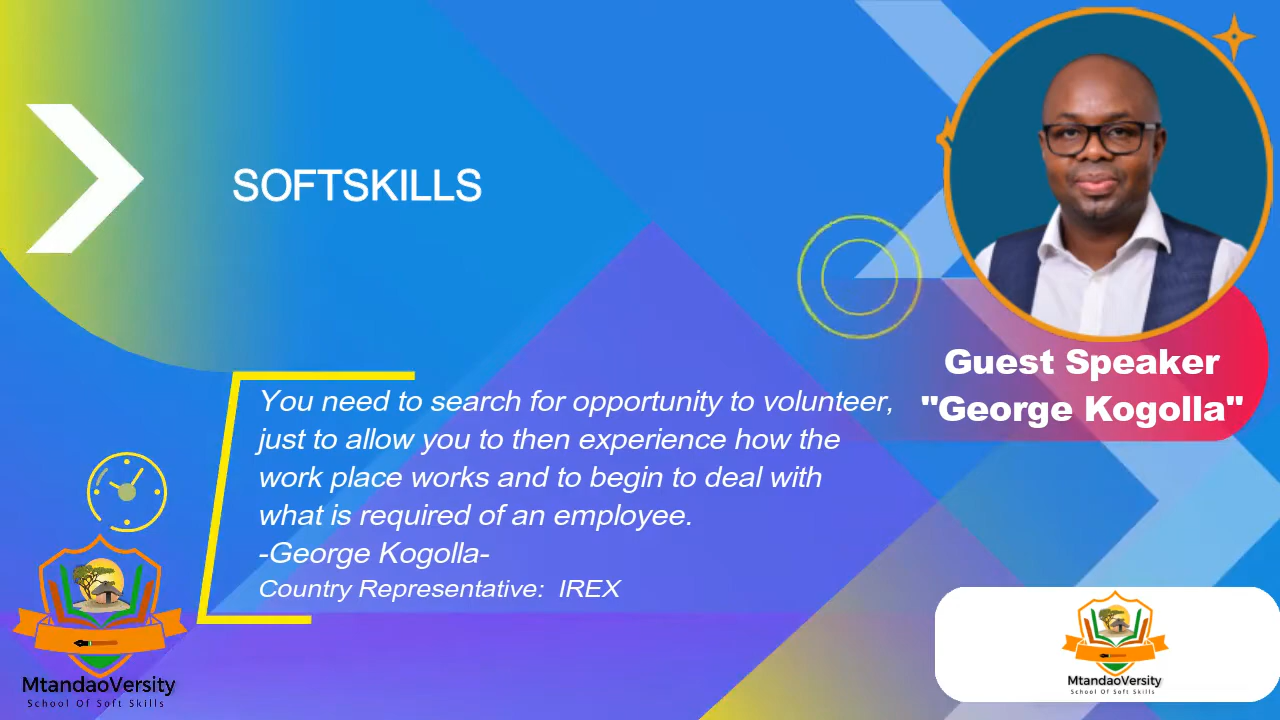 SOFTSKILLS
Guest Speaker
"George Kogolla"
You need to search for opportunity to volunteer,
just to allow you to then experience how the
work place works and to begin to deal with
what is required of an employee.
-George Kogolla-
Country Representative: IREX
MtandaoVersity
School Of Soft Skills
MtandaoVersity
School Of Soft Skills